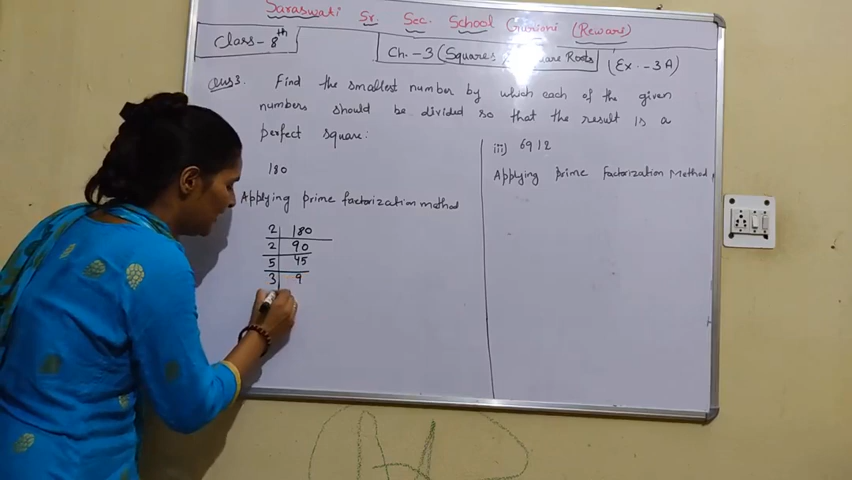 Saraswati Sr. Sec. School Guriani (Rewari)
Class - 8th
Ch. - 3 (Squares Square Roots)
(Ex. - 3A)
Ques3. Find the smallest number by which each of the given
numbers should be divided so that the result is a
perfect square:
180
Applying prime factorization method
2 180
2 90
5 45
3 9
iii) 6912
Applying prime factorization Method,